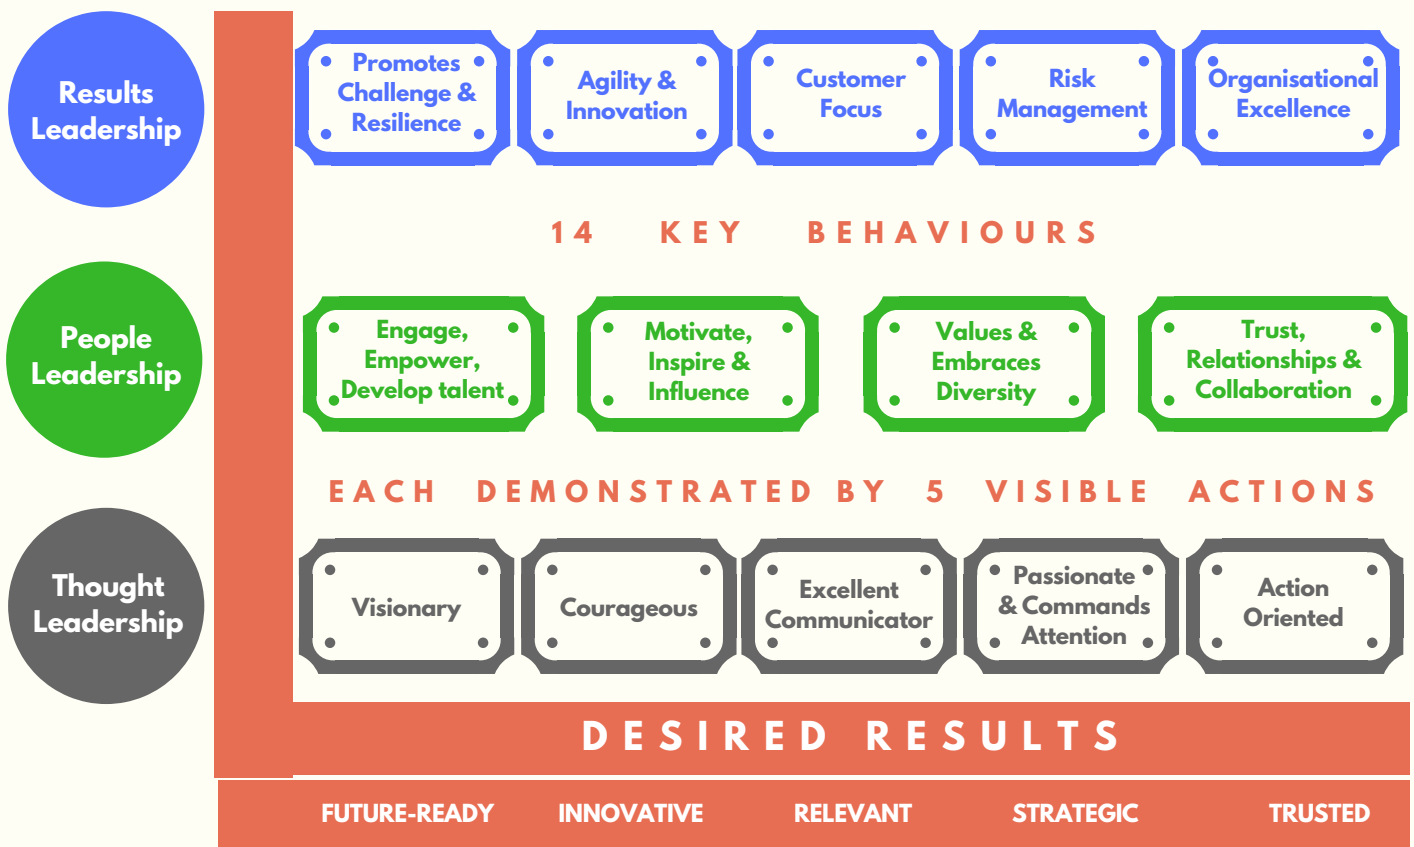 Results
Leadership
Promotes
Challenge &
Resilience
Agility &
Innovation
Customer
Focus
Risk
Management
Organisational
Excellence
14 KEY BEHAVIOURS
People
Leadership
Engage,
Empower,
Develop talent
Motivate,
Inspire &
Influence
Values &
Embraces
Diversity
Trust,
Relationships &
Collaboration
EACH DEMONSTRATED BY 5 VISIBLE ACTIONS
Thought
Leadership
Visionary
Courageous
Excellent
Communicator
Passionate
& Commands
Attention
Action
Oriented
DESIRED RESULTS
FUTURE-READY INNOVATIVE RELEVANT STRATEGIC TRUSTED